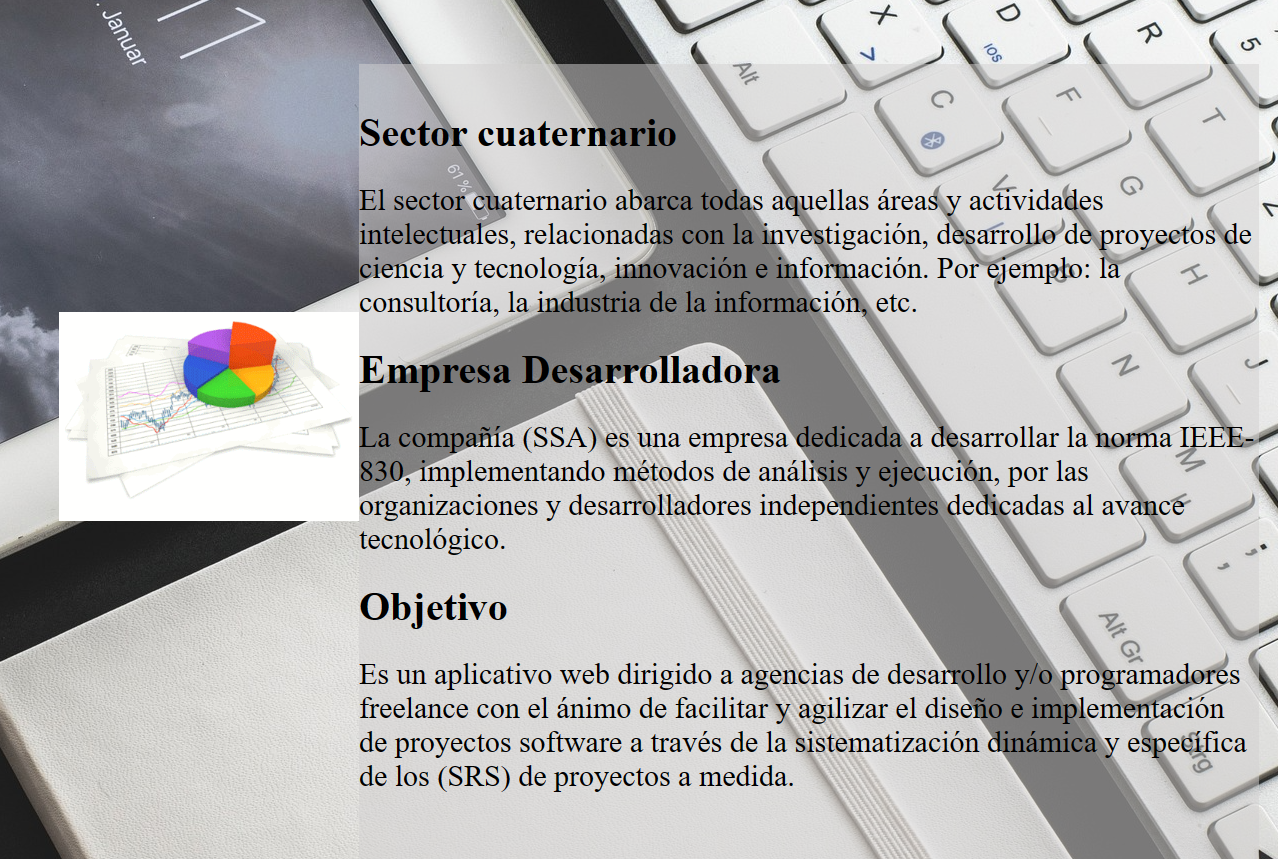 11
. Januar
61 %
X
D
R
5
7
iOS
Alt
C
F
T
V
G
Z
B
H
N
J
M
µ
Alt Gr
Strg
Sector cuaternario
El sector cuaternario abarca todas aquellas áreas y actividades
intelectuales, relacionadas con la investigación, desarrollo de proyectos de
ciencia y tecnología, innovación e información. Por ejemplo: la
consultoría, la industria de la información, etc.
Empresa Desarrolladora
La compañía (SSA) es una empresa dedicada a desarrollar la norma IEEE-
830, implementando métodos de análisis y ejecución, por las
organizaciones y desarrolladores independientes dedicadas al avance
tecnológico.
Objetivo
Es un aplicativo web dirigido a agencias de desarrollo y/o programadores
freelance con el ánimo de facilitar y agilizar el diseño e implementación
de proyectos software a través de la sistematización dinámica y específica
de los (SRS) de proyectos a medida.